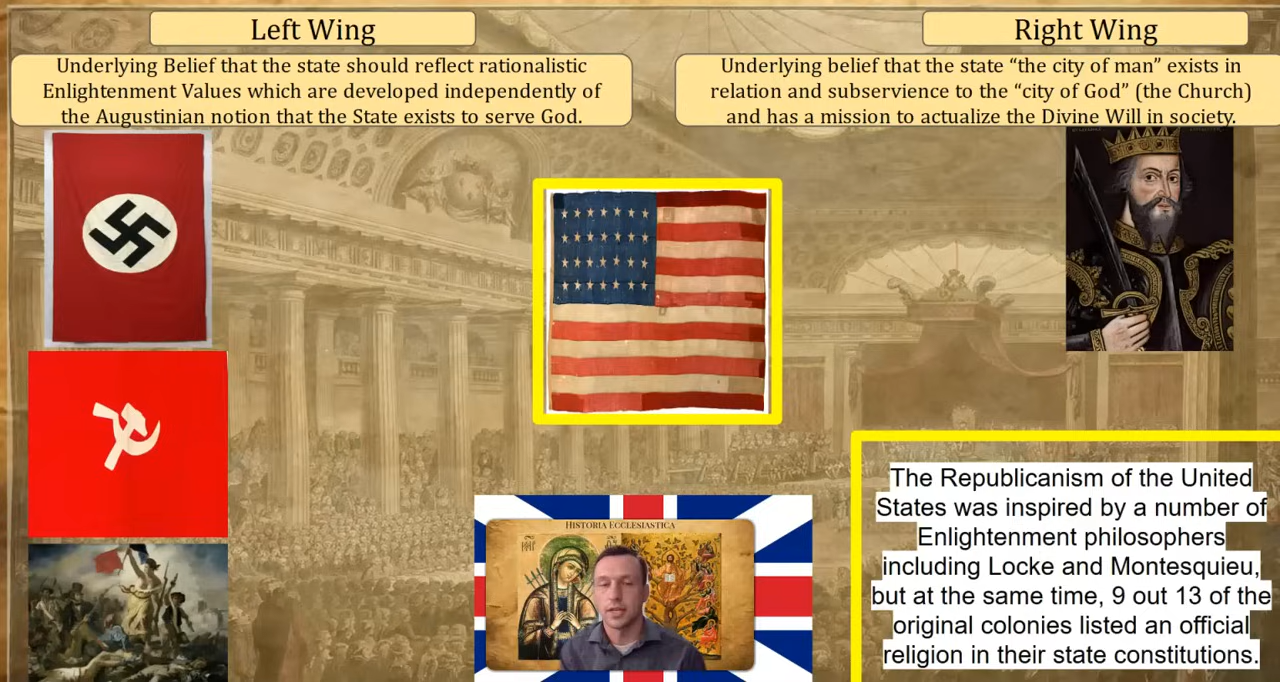 Left Wing
Underlying Belief that the state should reflect rationalistic
Enlightenment Values which are developed independently of
the Augustinian notion that the State exists to serve God.
Right Wing
Underlying belief that the state “the city of man” exists in
relation and subservience to the “city of God” (the Church)
and has a mission to actualize the Divine Will in society.
Historia Ecclesiastica
The Republicanism of the United
States was inspired by a number of
Enlightenment philosophers
including Locke and Montesquieu,
but at the same time, 9 out 13 of the
original colonies listed an official
religion in their state constitutions.